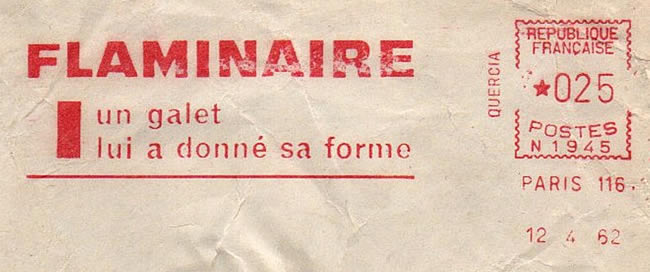 FLAMINAIRE
un galet
lui a donné sa forme
QUERCIA
REPUBLIQUE
FRANÇAISE
★025
POSTES
N 1945
PARIS 116.
12 4 62